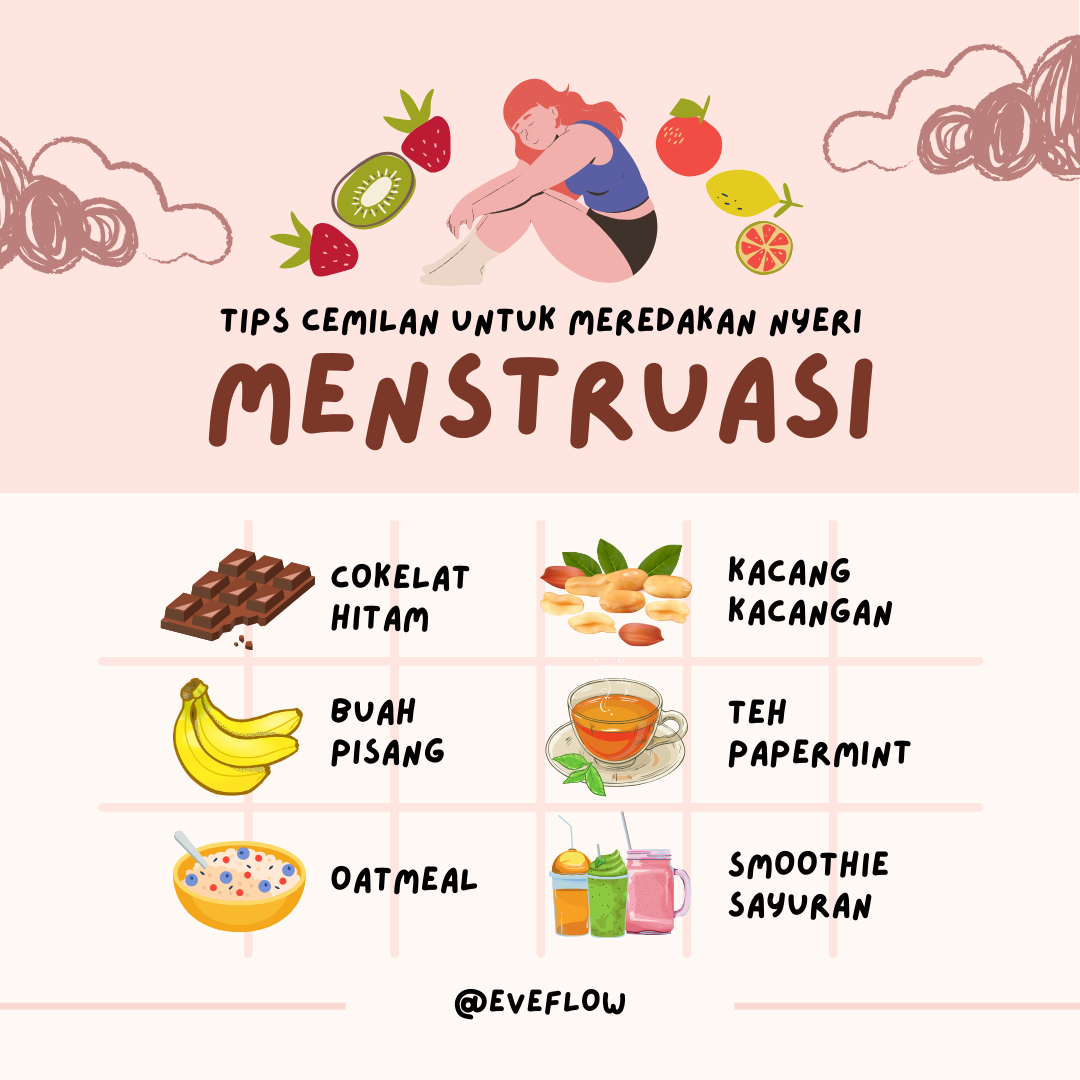 TIPS CEMILAN UNTUK MEREDAKAN NYERI
MENSTRUASI
COKELAT
HITAM
KACANG
KACANGAN
BUAH
PISANG
TEH
PAPERMINT
OATMEAL
SMOOTHIE
SAYURAN
@EVEFLOW